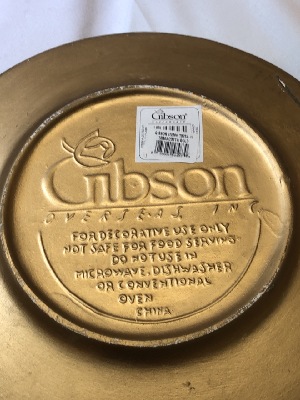 Gibson
Gibson
OVERSEAS, INC.
FOR DECORATIVE USE ONLY
NOT SAFE FOR FOOD SERVING
DO NOT USE IN
MICROWAVE, DISHWASHER
OR CONVENTIONAL
OVEN
CHINA